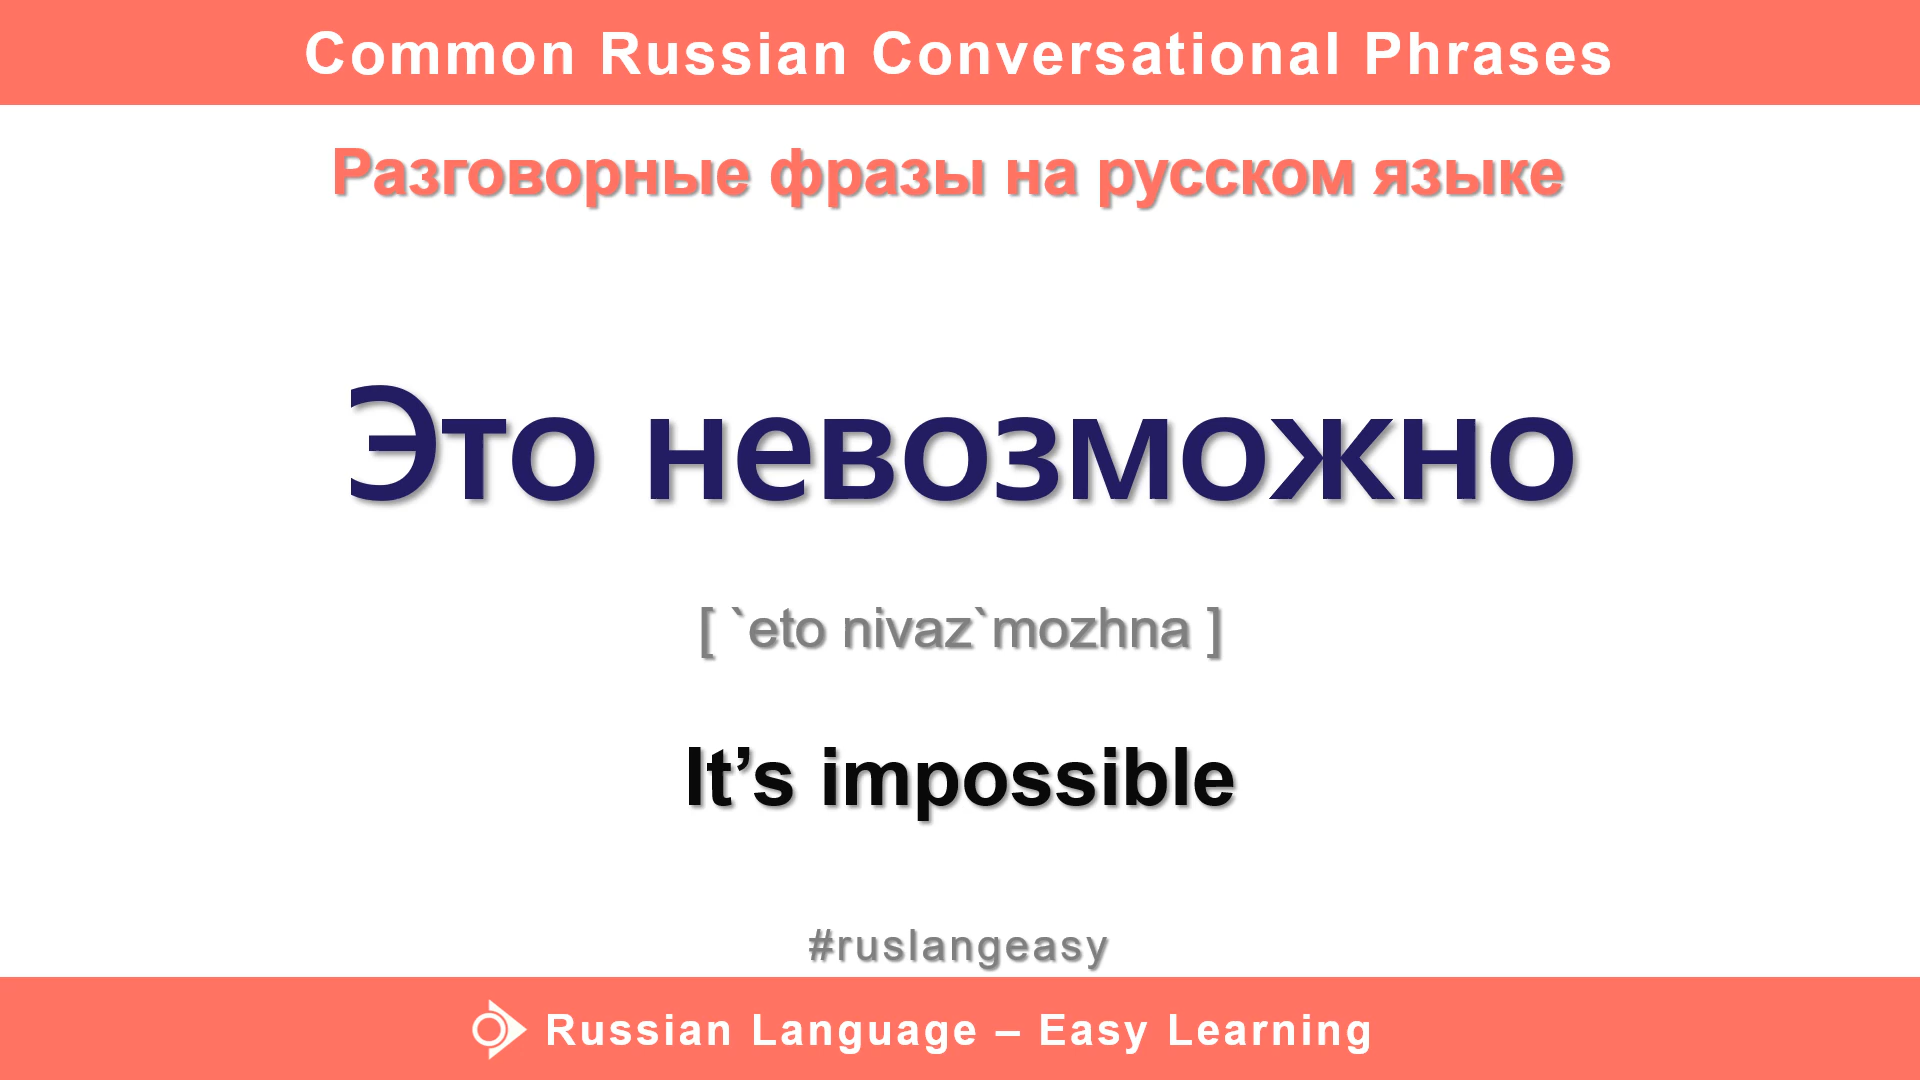 Common Russian Conversational Phrases
Разговорные фразы на русском языке
Это невозможно
[ `eto nivaz`mozhna ]
It’s impossible
#ruslangeasy
Russian Language – Easy Learning